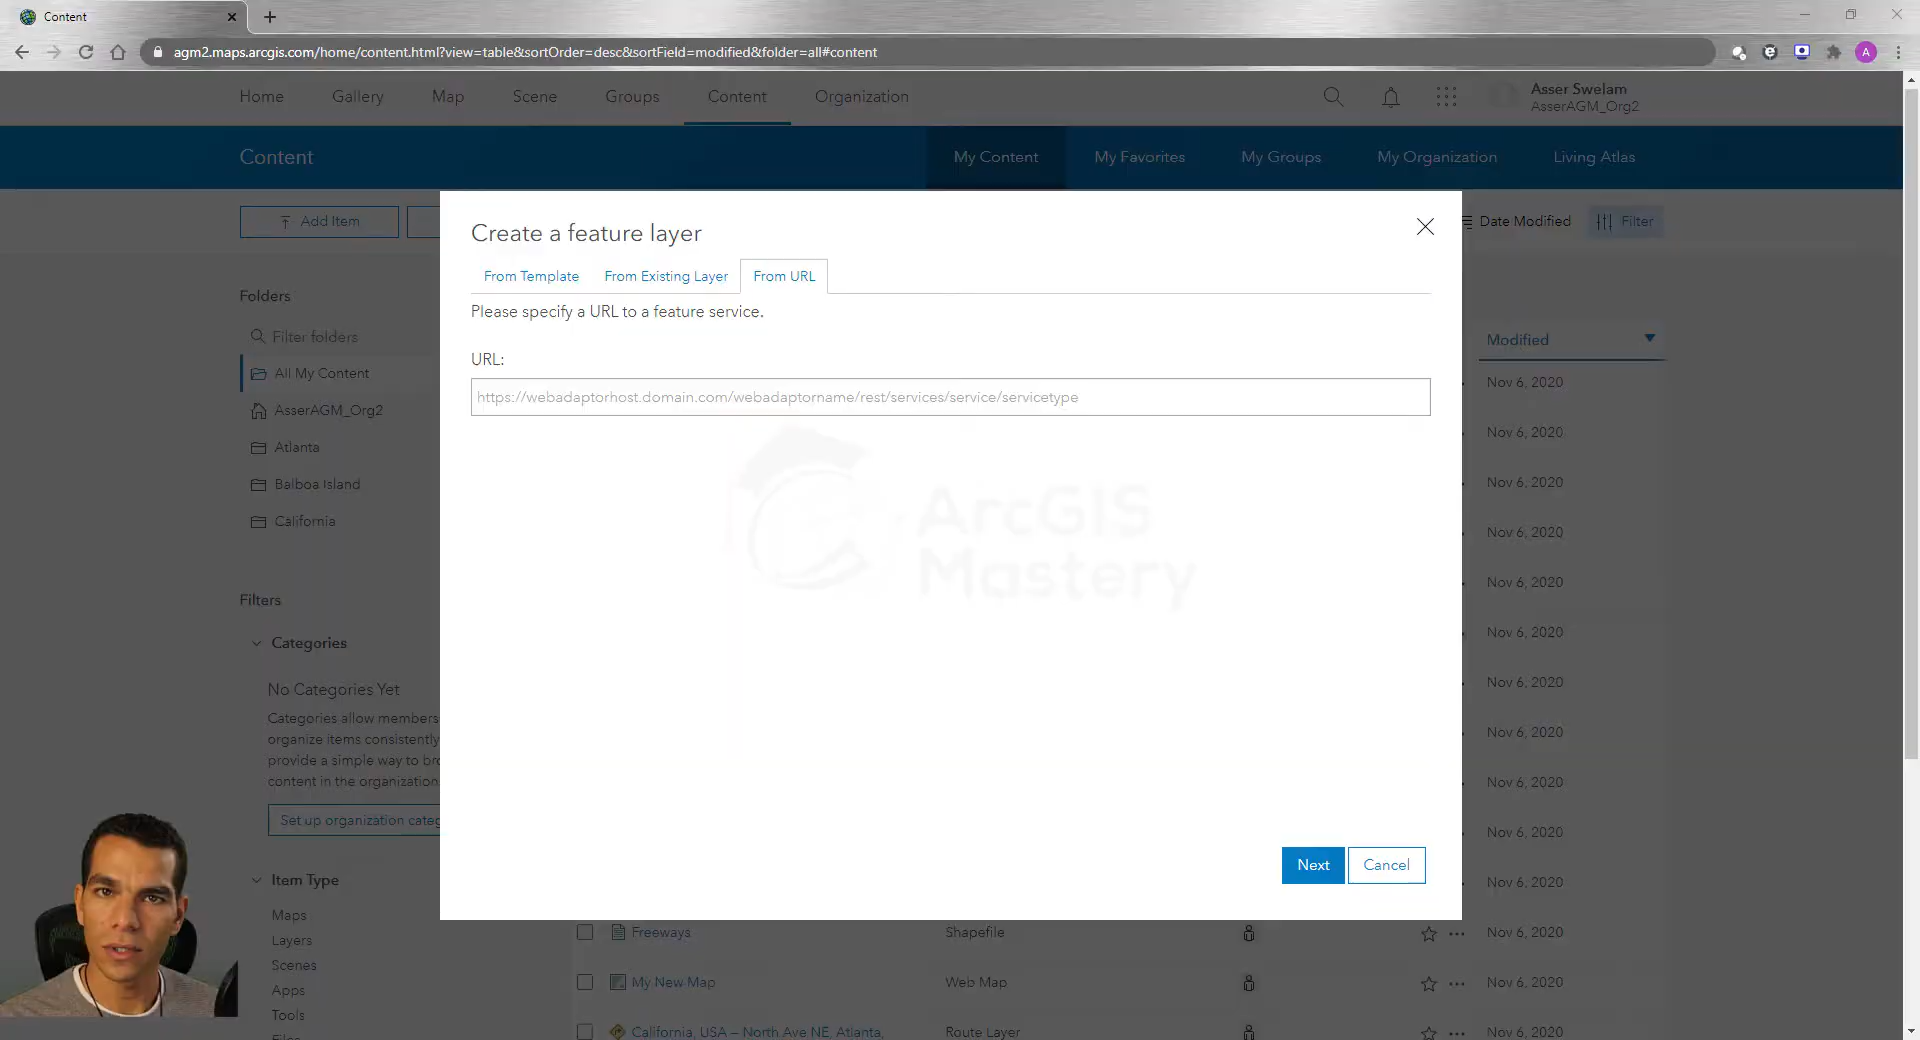 Content
agm2.maps.arcgis.com/home/content.html?view=table&sortOrder=desc&sortField=modified&folder=all#content
A
Home Gallery Map Scene Groups Content Organization
Asser Swelam
AsserAGM_Org2
Content
My Content My Favorites My Groups My Organization Living Atlas
Add Item
Date Modified Filter
Create a feature layer
From Template From Existing Layer From URL
Please specify a URL to a feature service.
URL:
https://webadaptorhost.domain.com/webadaptorname/rest/services/service/servicetype
ArcGIS
Mastery
Next Cancel
Folders
Filter folders
All My Content
AsserAGM_Org2
Atlanta
Balboa Island
California
Filters
Categories
No Categories Yet
Categories allow members
organize items consistently
provide a simple way to
content in the organization
Set up organization
Item Type
Maps
Layers
Scenes
Apps
Tools
Files
Modified
Nov 6, 2020
Nov 6, 2020
Nov 6, 2020
Nov 6, 2020
Nov 6, 2020
Nov 6, 2020
Nov 6, 2020
Nov 6, 2020
Nov 6, 2020
Nov 6, 2020
Nov 6, 2020
Freeways Shapefile Nov 6, 2020
My New Map Web Map Nov 6, 2020
California, USA — North Ave NE, Atlanta, Route Layer Nov 6, 2020